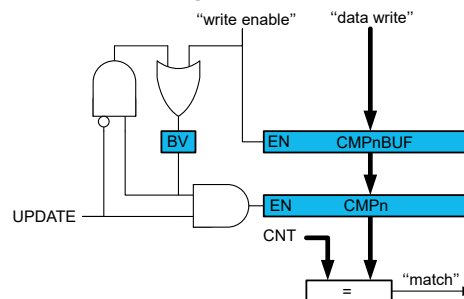 “write enable” “data write”
BV
EN CMPnBUF
EN CMPn
UPDATE
CNT
“match”
=